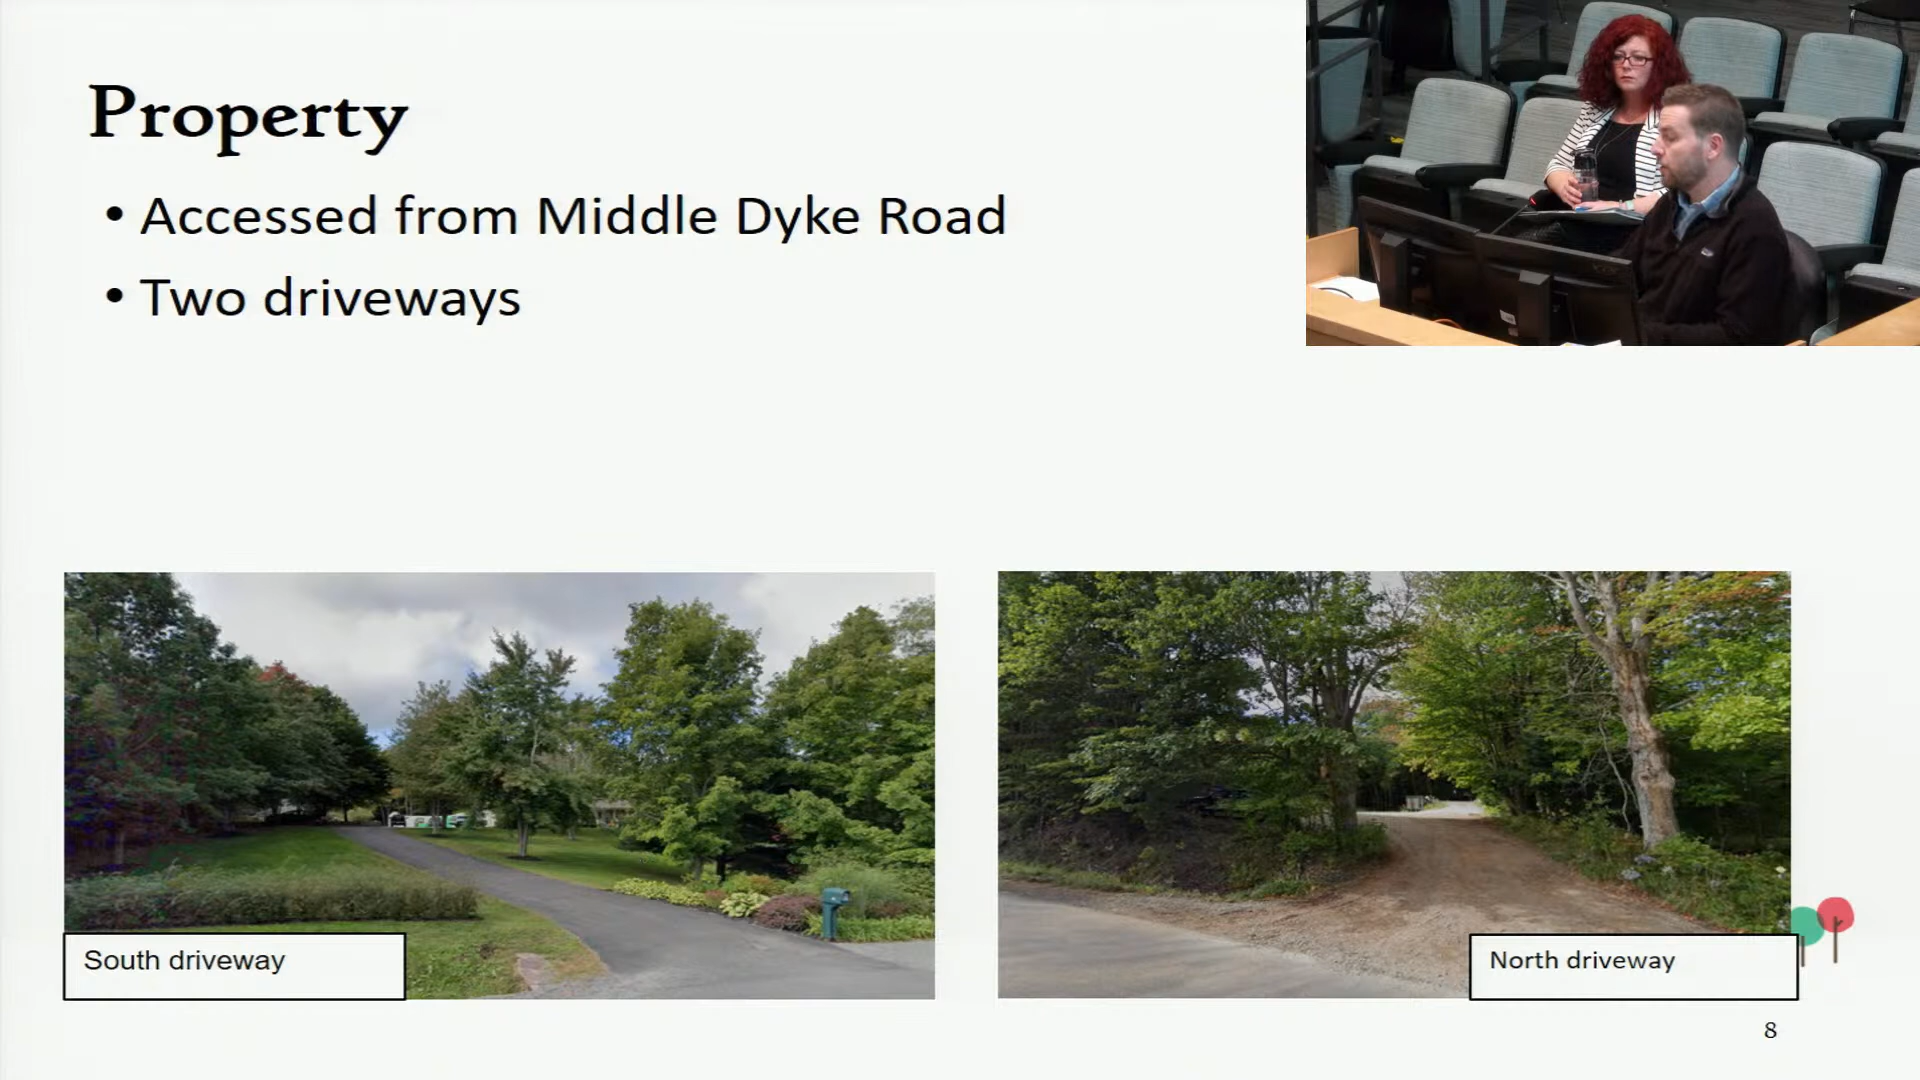 Property
• Accessed from Middle Dyke Road
• Two driveways
South driveway
North driveway
8